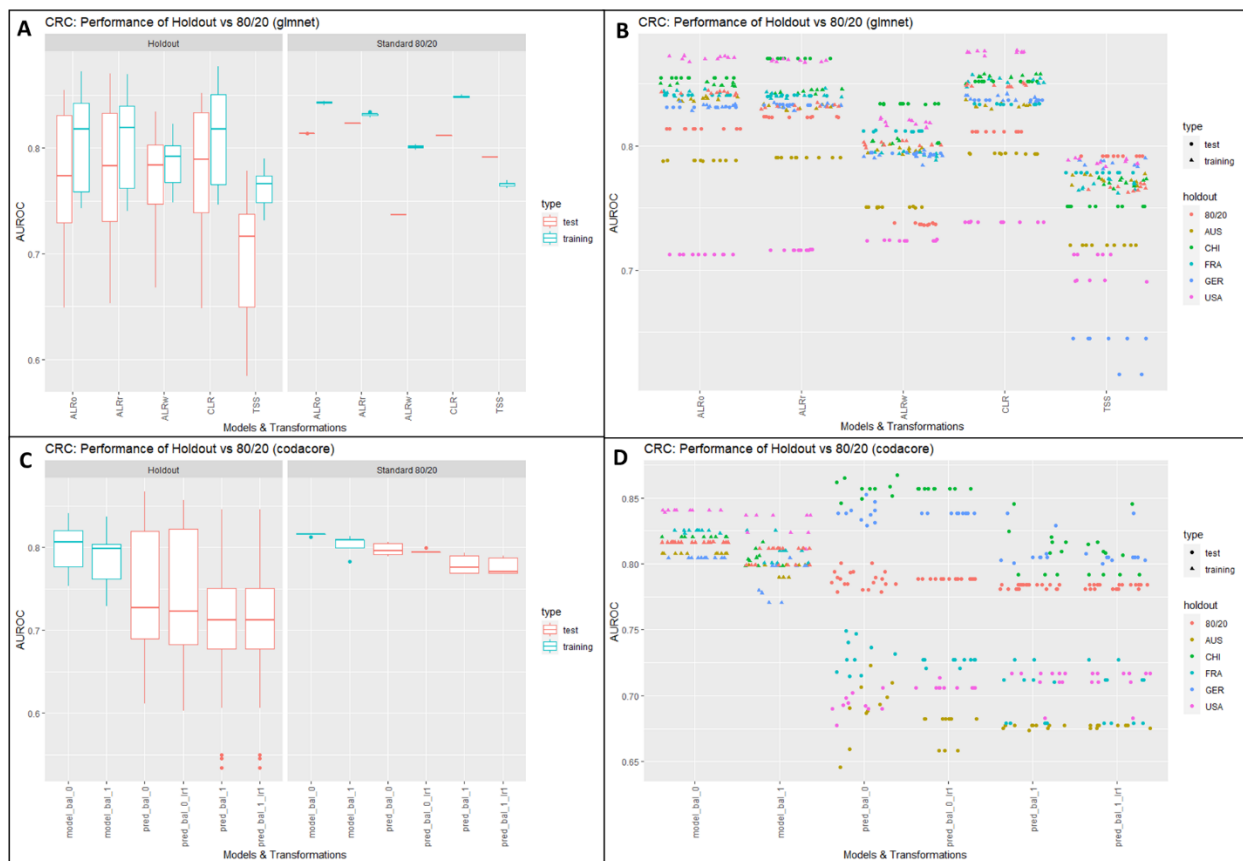 A
CRC: Performance of Holdout vs 80/20 (glmnet)
Holdout
Standard 80/20
AUROC
0.8
0.7
0.6
ALRo
ALRr
ALRw
CLR
TSS
ALRo
ALRr
ALRw
CLR
TSS
Models & Transformations
type
test
training
B
CRC: Performance of Holdout vs 80/20 (glmnet)
AUROC
0.8
0.7
ALRo
ALRr
ALRw
CLR
TSS
Models & Transformations
type
test
training
holdout
80/20
AUS
CHI
FRA
GER
USA
C
CRC: Performance of Holdout vs 80/20 (codacore)
Holdout
Standard 80/20
AUROC
0.8
0.7
0.6
model_bal_0
model_bal_1
pred_bal_0
pred_bal_0_lr1
pred_bal_1
pred_bal_1_lr1
model_bal_0
model_bal_1
pred_bal_0
pred_bal_0_lr1
pred_bal_1
pred_bal_1_lr1
Models & Transformations
type
test
training
D
CRC: Performance of Holdout vs 80/20 (codacore)
AUROC
0.85
0.80
0.75
0.70
0.65
model_bal_0
model_bal_1
pred_bal_0
pred_bal_0_lr1
pred_bal_1
pred_bal_1_lr1
Models & Transformations
type
test
training
holdout
80/20
AUS
CHI
FRA
GER
USA